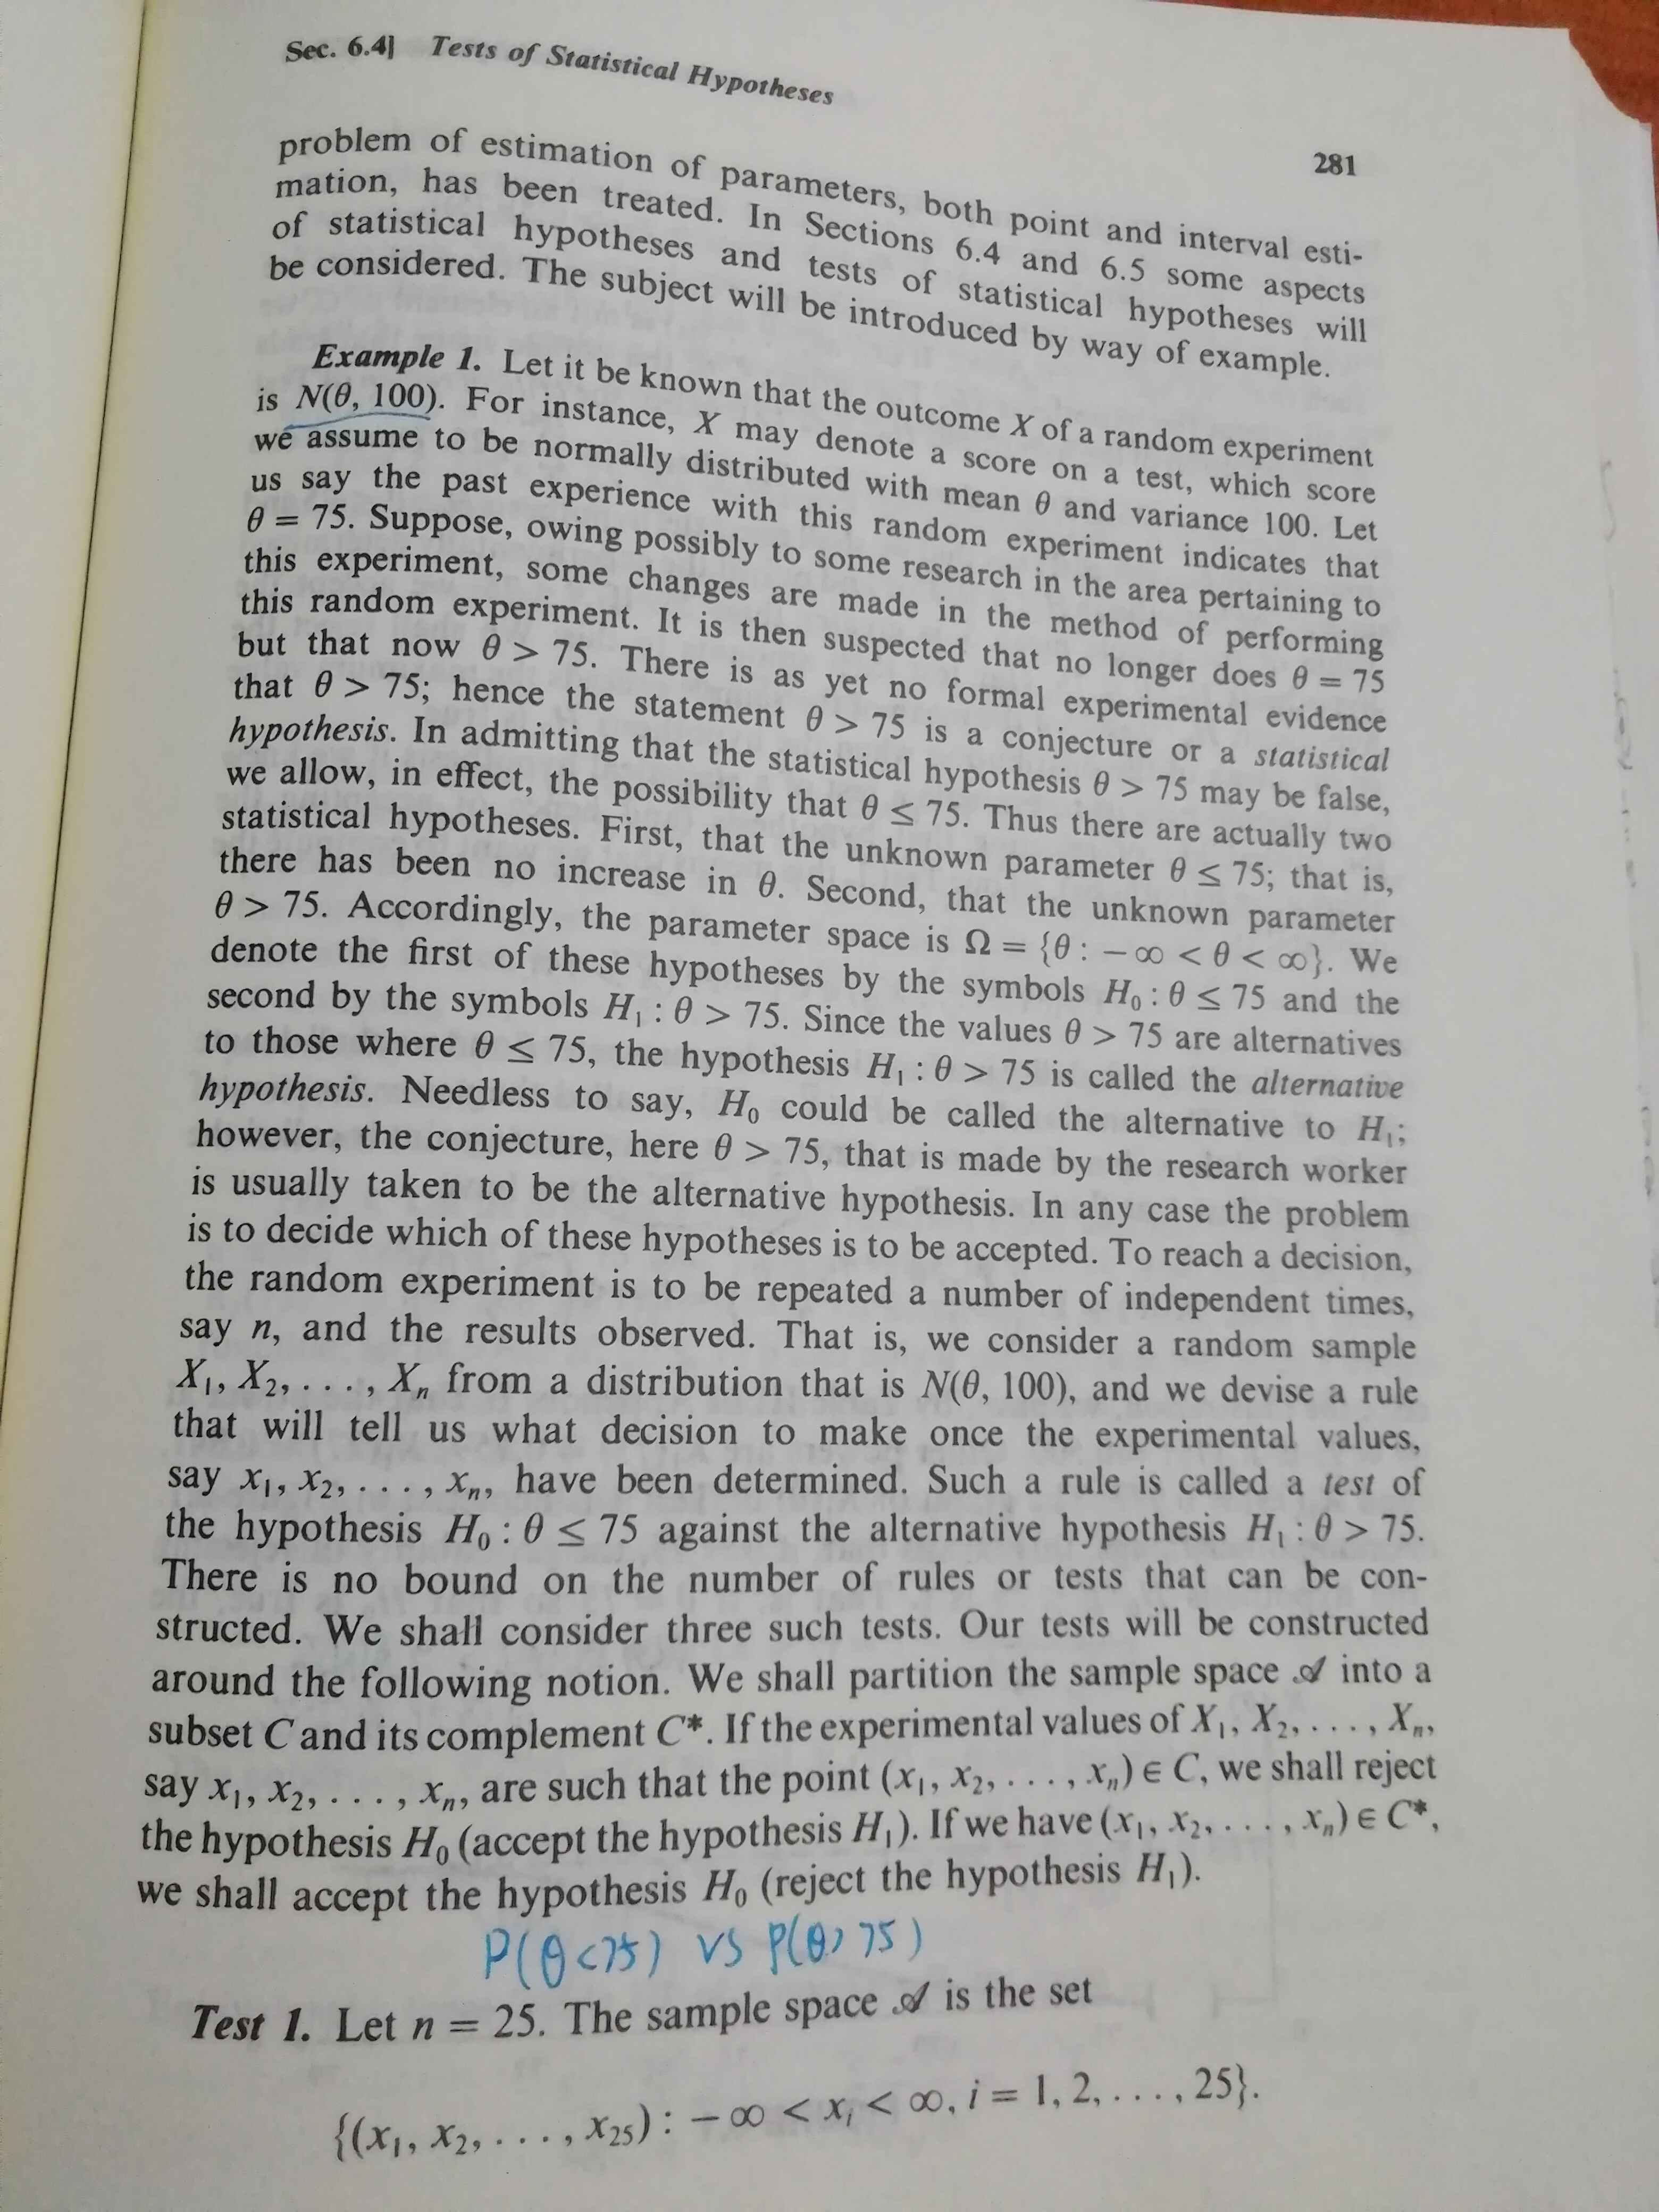 Sec. 6.4] Tests of Statistical Hypotheses
281
problem of estimation of parameters, both point and interval esti-
mation, has been treated. In Sections 6.4 and 6.5 some aspects
of statistical hypotheses and tests of statistical hypotheses will
be considered. The subject will be introduced by way of example.
Example 1. Let it be known that the outcome X of a random experiment
is N(θ, 100). For instance, X may denote a score on a test, which score
we assume to be normally distributed with mean θ and variance 100. Let
us say the past experience with this random experiment indicates that
θ = 75. Suppose, owing possibly to some research in the area pertaining to
this experiment, some changes are made in the method of performing
this random experiment. It is then suspected that no longer does θ = 75
but that now θ > 75. There is as yet no formal experimental evidence
that θ > 75; hence the statement θ > 75 is a conjecture or a statistical
hypothesis. In admitting that the statistical hypothesis θ > 75 may be false,
we allow, in effect, the possibility that θ ≤ 75. Thus there are actually two
statistical hypotheses. First, that the unknown parameter θ ≤ 75; that is,
there has been no increase in θ. Second, that the unknown parameter
θ > 75. Accordingly, the parameter space is Ω = {θ : −∞ < θ < ∞}. We
denote the first of these hypotheses by the symbols H₀ : θ ≤ 75 and the
second by the symbols H₁ : θ > 75. Since the values θ > 75 are alternatives
to those where θ ≤ 75, the hypothesis H₁ : θ > 75 is called the alternative
hypothesis. Needless to say, H₀ could be called the alternative to H₁;
however, the conjecture, here θ > 75, that is made by the research worker
is usually taken to be the alternative hypothesis. In any case the problem
is to decide which of these hypotheses is to be accepted. To reach a decision,
the random experiment is to be repeated a number of independent times,
say n, and the results observed. That is, we consider a random sample
X₁, X₂, . . . , Xₙ from a distribution that is N(θ, 100), and we devise a rule
that will tell us what decision to make once the experimental values,
say x₁, x₂, . . . , xₙ, have been determined. Such a rule is called a test of
the hypothesis H₀ : θ ≤ 75 against the alternative hypothesis H₁ : θ > 75.
There is no bound on the number of rules or tests that can be con-
structed. We shall consider three such tests. Our tests will be constructed
around the following notion. We shall partition the sample space 𝒜 into a
subset C and its complement C*. If the experimental values of X₁, X₂, . . . , Xₙ,
say x₁, x₂, . . . , xₙ, are such that the point (x₁, x₂, . . . , xₙ) ∈ C, we shall reject
the hypothesis H₀ (accept the hypothesis H₁). If we have (x₁, x₂, . . . , xₙ) ∈ C*,
we shall accept the hypothesis H₀ (reject the hypothesis H₁).
P(θ<75) VS P(θ>75)
Test 1. Let n = 25. The sample space 𝒜 is the set
{(x₁, x₂, . . . , x₂₅) : −∞ < xᵢ < ∞, i = 1, 2, . . . , 25}.